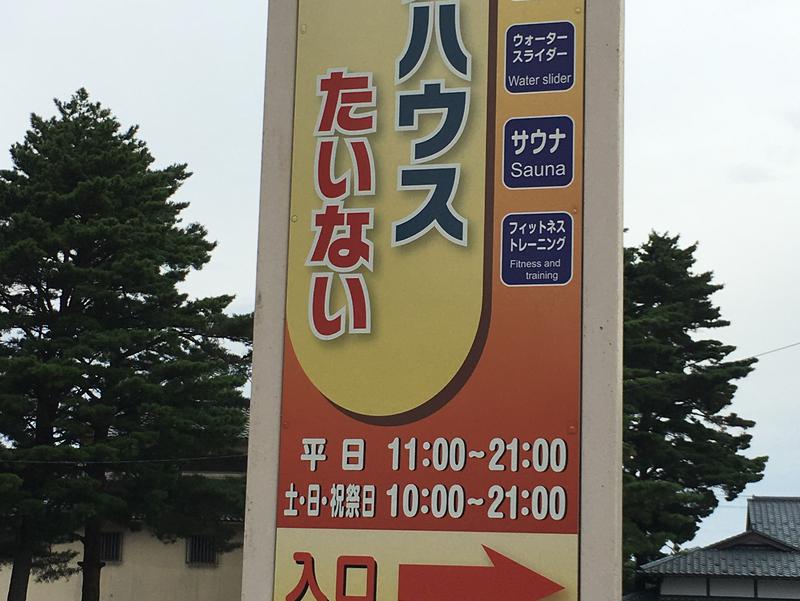 ハウス
たいない
ウォーター
スライダー
Water slider
サウナ
Sauna
フィットネス
トレーニング
Fitness and
training
平日 11:00~21:00
土・日・祝祭日 10:00~21:00
入口